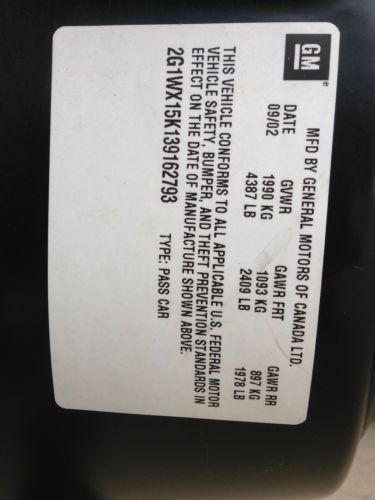 GM
MFD BY GENERAL MOTORS OF CANADA LTD.
DATE GVWR GAWR FRT GAWR RR
09/02 1990 KG 1093 KG 897 KG
4387 LB 2409 LB 1978 LB
THIS VEHICLE CONFORMS TO ALL APPLICABLE U.S. FEDERAL MOTOR
VEHICLE SAFETY, BUMPER, AND THEFT PREVENTION STANDARDS IN
EFFECT ON THE DATE OF MANUFACTURE SHOWN ABOVE.
2G1WX15K139162793 TYPE: PASS CAR